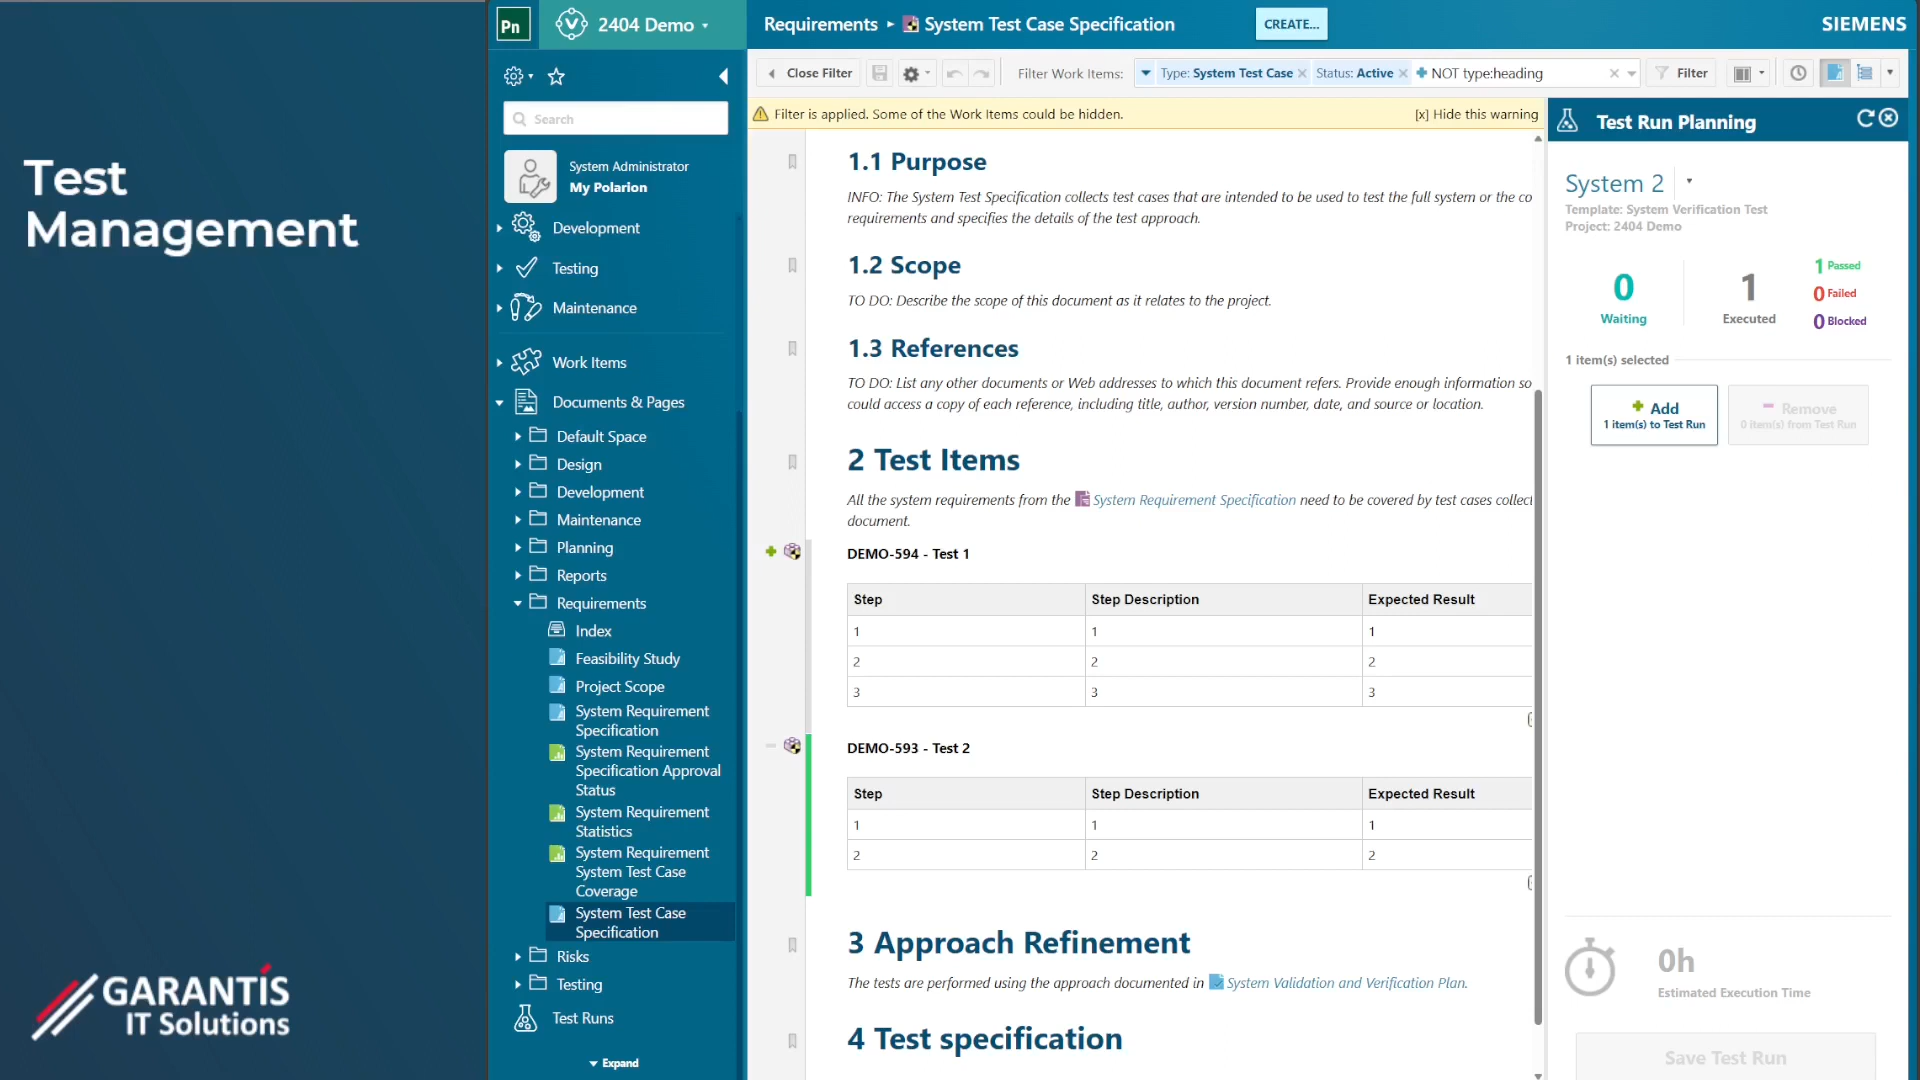 Test
Management
GARANTİS
IT Solutions
Pn
2404 Demo
Search
System Administrator
My Polarion
Development
Testing
Maintenance
Work Items
Documents & Pages
Default Space
Design
Development
Maintenance
Planning
Reports
Requirements
Index
Feasibility Study
Project Scope
System Requirement
Specification
System Requirement
Specification Approval
Status
System Requirement
Statistics
System Requirement
System Test Case
Coverage
System Test Case
Specification
Risks
Testing
Test Runs
Expand
Requirements ▸ System Test Case Specification
CREATE...
SIEMENS
Close Filter
Filter Work Items: Type: System Test Case Status: Active NOT type:heading
Filter
Filter is applied. Some of the Work Items could be hidden. [x] Hide this warning
1.1 Purpose
INFO: The System Test Specification collects test cases that are intended to be used to test the full system or the co
requirements and specifies the details of the test approach.
1.2 Scope
TO DO: Describe the scope of this document as it relates to the project.
1.3 References
TO DO: List any other documents or Web addresses to which this document refers. Provide enough information so
could access a copy of each reference, including title, author, version number, date, and source or location.
2 Test Items
All the system requirements from the System Requirement Specification need to be covered by test cases collect
document.
DEMO-594 - Test 1
Step Step Description Expected Result
1 1 1
2 2 2
3 3 3
DEMO-593 - Test 2
Step Step Description Expected Result
1 1 1
2 2 2
3 Approach Refinement
The tests are performed using the approach documented in System Validation and Verification Plan.
4 Test specification
Test Run Planning
System 2
Template: System Verification Test
Project: 2404 Demo
0
Waiting
1
Executed
1 Passed
0 Failed
0 Blocked
1 item(s) selected
Add
1 item(s) to Test Run
Remove
0 item(s) from Test Run
0h
Estimated Execution Time
Save Test Run